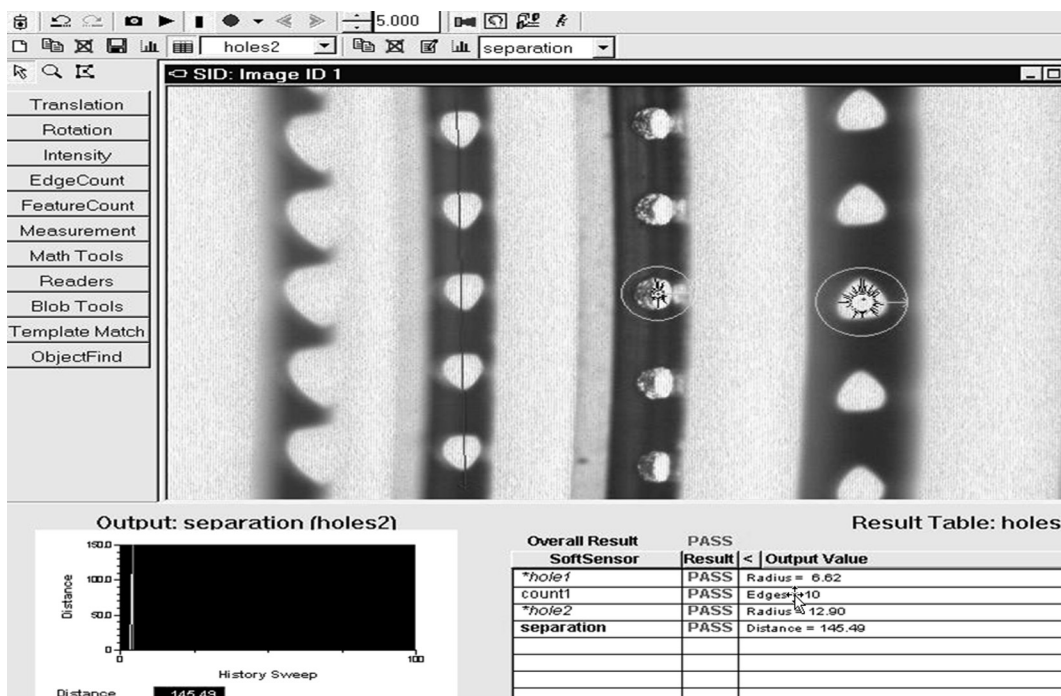 5.000
holes2
separation
SID: Image ID 1
Translation
Rotation
Intensity
EdgeCount
FeatureCount
Measurement
Math Tools
Readers
Blob Tools
Template Match
ObjectFind
Output: separation (holes2)
150.0
100.0
50.0
0
0
100
Distance
History Sweep
Distance
145.49
Result Table: holes
Overall Result PASS
SoftSensor Result < Output Value
*hole1 PASS Radius = 6.62
count1 PASS Edges 10
*hole2 PASS Radius = 12.90
separation PASS Distance = 145.49